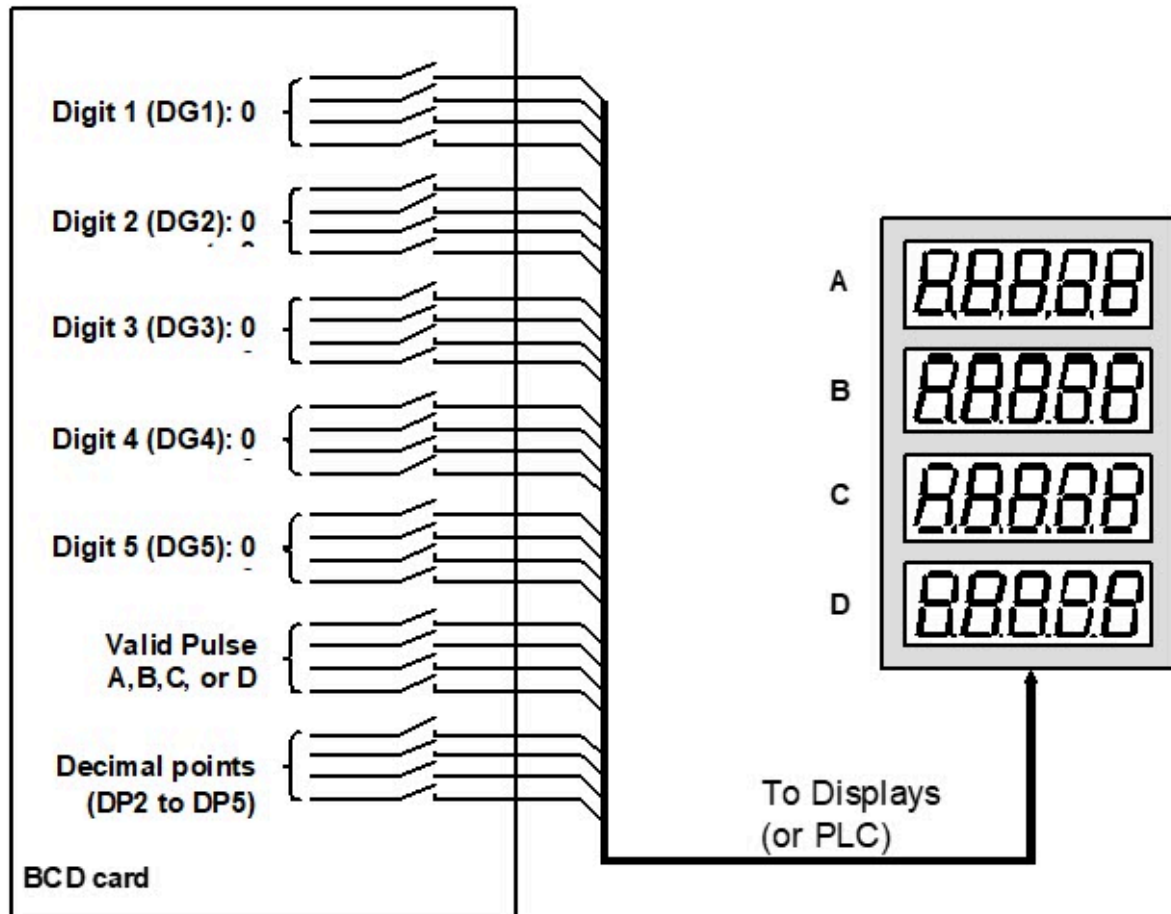 Digit 1 (DG1): 0
Digit 2 (DG2): 0
Digit 3 (DG3): 0
Digit 4 (DG4): 0
Digit 5 (DG5): 0
Valid Pulse
A,B,C, or D
Decimal points
(DP2 to DP5)
BCD card
A
B
C
D
To Displays
(or PLC)